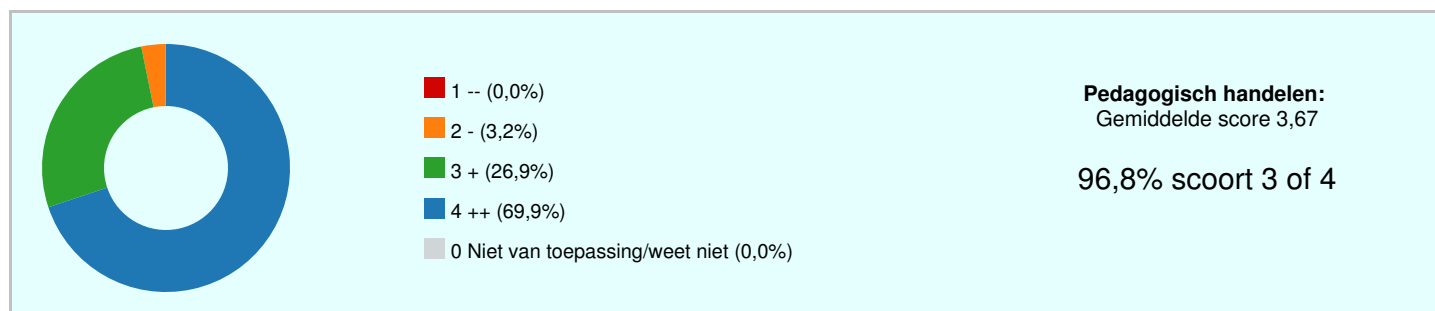 1 -- (0,0%)
2 - (3,2%)
3 + (26,9%)
4 ++ (69,9%)
0 Niet van toepassing/weet niet (0,0%)
Pedagogisch handelen:
Gemiddelde score 3,67
96,8% scoort 3 of 4